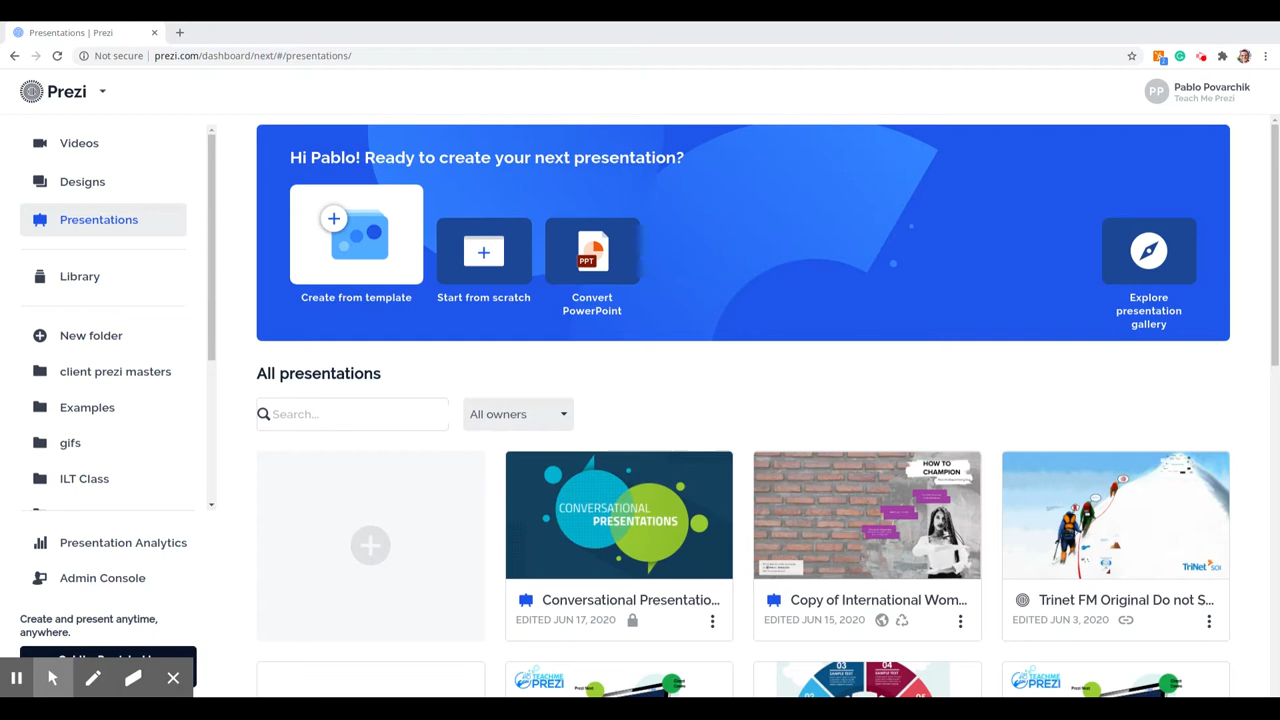 Presentations | Prezi
Not secure
prezi.com/dashboard/next/#/presentations/
2
Prezi
PP
Pablo Povarchik
Teach Me Prezi
Videos
Designs
Presentations
Library
New folder
client prezi masters
Examples
gifs
ILT Class
Presentation Analytics
Admin Console
Create and present anytime,
anywhere.
Hi Pablo! Ready to create your next presentation?
Create from template
Start from scratch
PPT
Convert
PowerPoint
Explore
presentation
gallery
All presentations
Search...
All owners
CONVERSATIONAL
PRESENTATIONS
Conversational Presentatio...
EDITED JUN 17, 2020
HOW TO
CHAMPION
Copy of International Wom...
EDITED JUN 15, 2020
TriNet
Trinet FM Original Do not S...
EDITED JUN 3, 2020
TEACHME
PREZI
03
04
02
05
TEACHME
PREZI